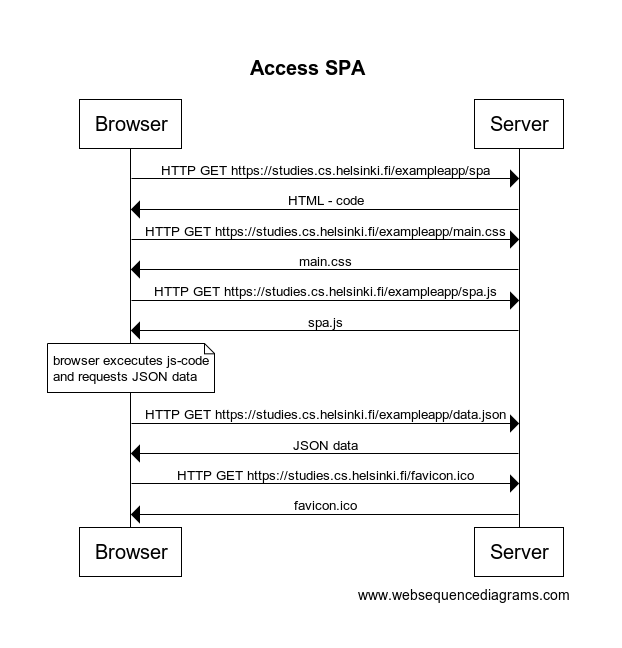 Access SPA
Browser
Server
HTTP GET https://studies.cs.helsinki.fi/exampleapp/spa
HTML - code
HTTP GET https://studies.cs.helsinki.fi/exampleapp/main.css
main.css
HTTP GET https://studies.cs.helsinki.fi/exampleapp/spa.js
spa.js
browser excecutes js-code
and requests JSON data
HTTP GET https://studies.cs.helsinki.fi/exampleapp/data.json
JSON data
HTTP GET https://studies.cs.helsinki.fi/favicon.ico
favicon.ico
Browser
Server
www.websequencediagrams.com